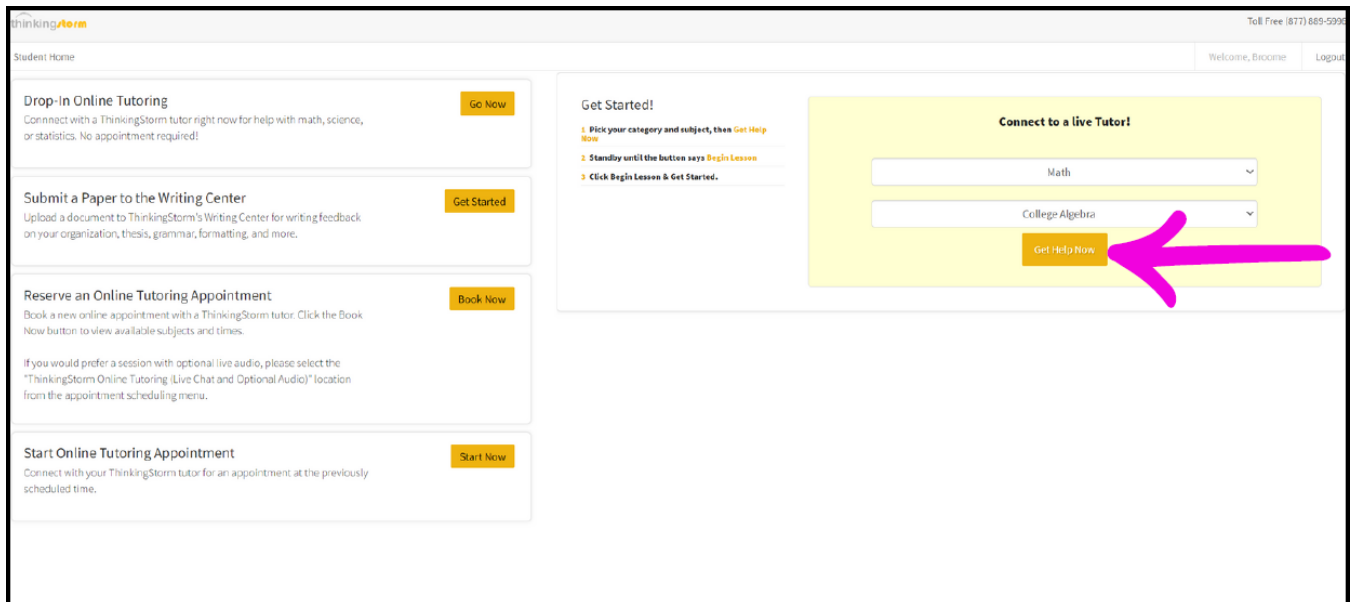 thinkingstorm
Toll Free (877) 889-5996
Student Home
Welcome, Broome
Logout
Drop-In Online Tutoring
Go Now
Connnect with a ThinkingStorm tutor right now for help with math, science,
or statistics. No appointment required!
Submit a Paper to the Writing Center
Get Started
Upload a document to ThinkingStorm's Writing Center for writing feedback
on your organization, thesis, grammar, formatting, and more.
Reserve an Online Tutoring Appointment
Book Now
Book a new online appointment with a ThinkingStorm tutor. Click the Book
Now button to view available subjects and times.
If you would prefer a session with optional live audio, please select the
"ThinkingStorm Online Tutoring (Live Chat and Optional Audio)" location
from the appointment scheduling menu.
Start Online Tutoring Appointment
Start Now
Connect with your ThinkingStorm tutor for an appointment at the previously
scheduled time.
Get Started!
1 Pick your category and subject, then Get Help
Now
2 Standby until the button says Begin Lesson
3 Click Begin Lesson & Get Started.
Connect to a live Tutor!
Math
College Algebra
Get Help Now